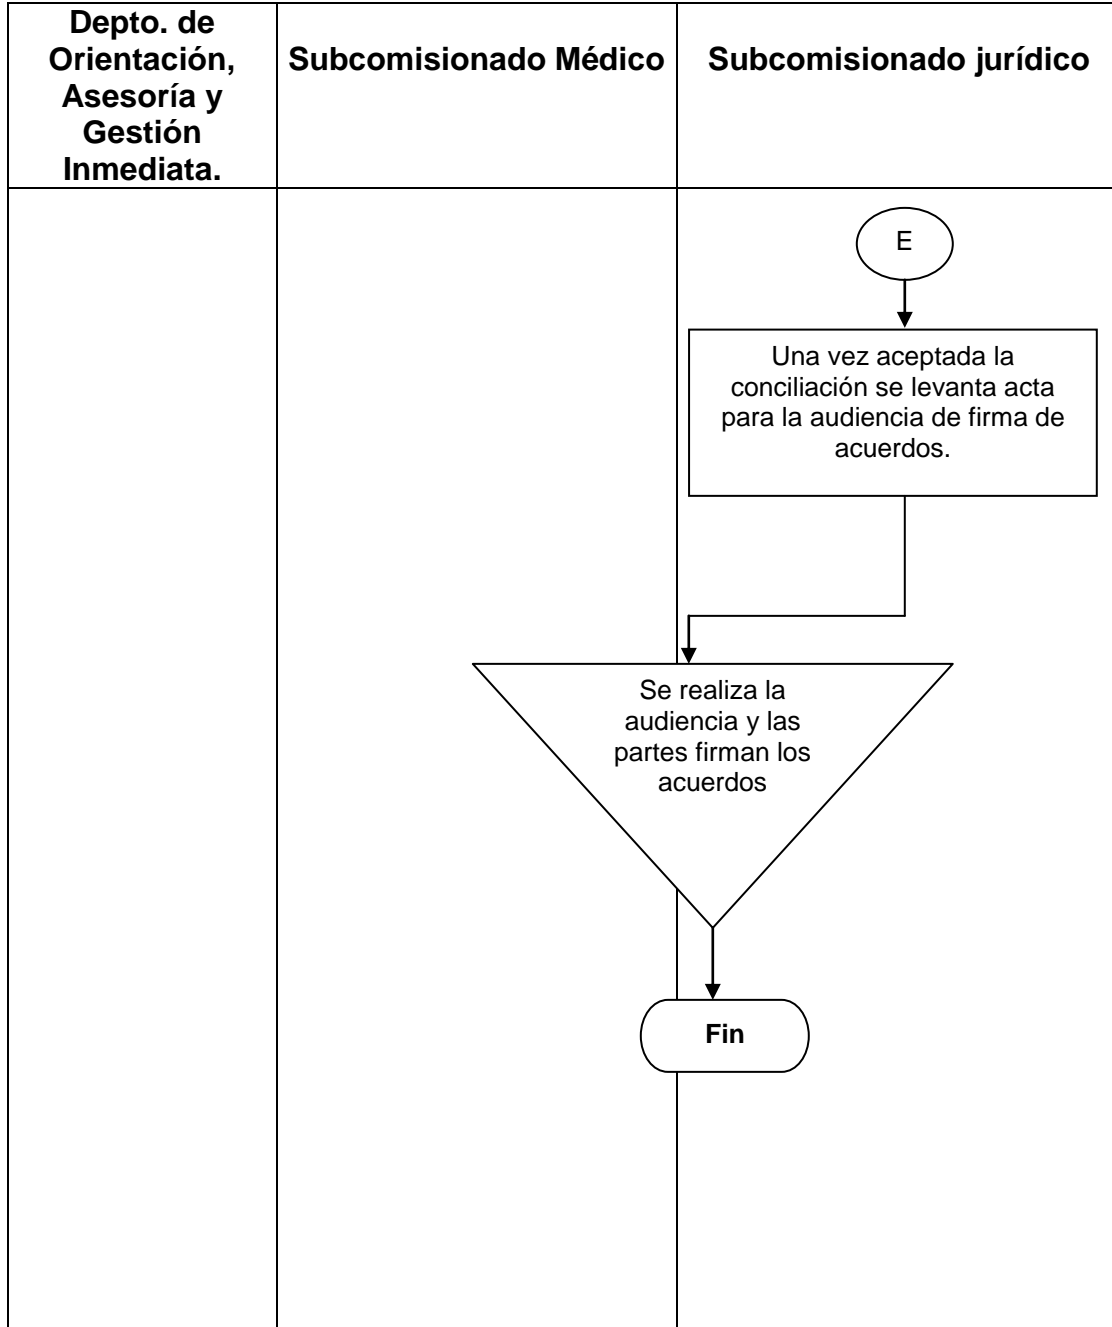 Depto. de
Orientación,
Asesoría y
Gestión
Inmediata.
Subcomisionado Médico
Subcomisionado jurídico
E
Una vez aceptada la
conciliación se levanta acta
para la audiencia de firma de
acuerdos.
Se realiza la
audiencia y las
partes firman los
acuerdos
Fin